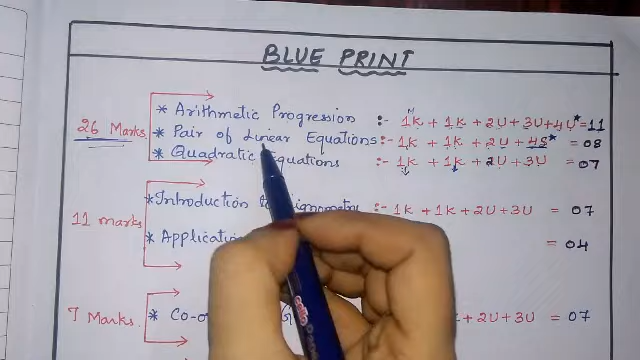 BLUE PRINT
26 Marks
* Arithmetic Progression :- 1K + 1K + 2U + 3U + 4U* = 11
* Pair of Linear Equations :- 1K + 1K + 2U + 4S* = 08
* Quadratic Equations :- 1K + 1K + 2U + 3U = 07
11 marks
* Introduction to :- 1K + 1K + 2U + 3U = 07
* = 04
7 Marks
* + 2U + 3U = 07